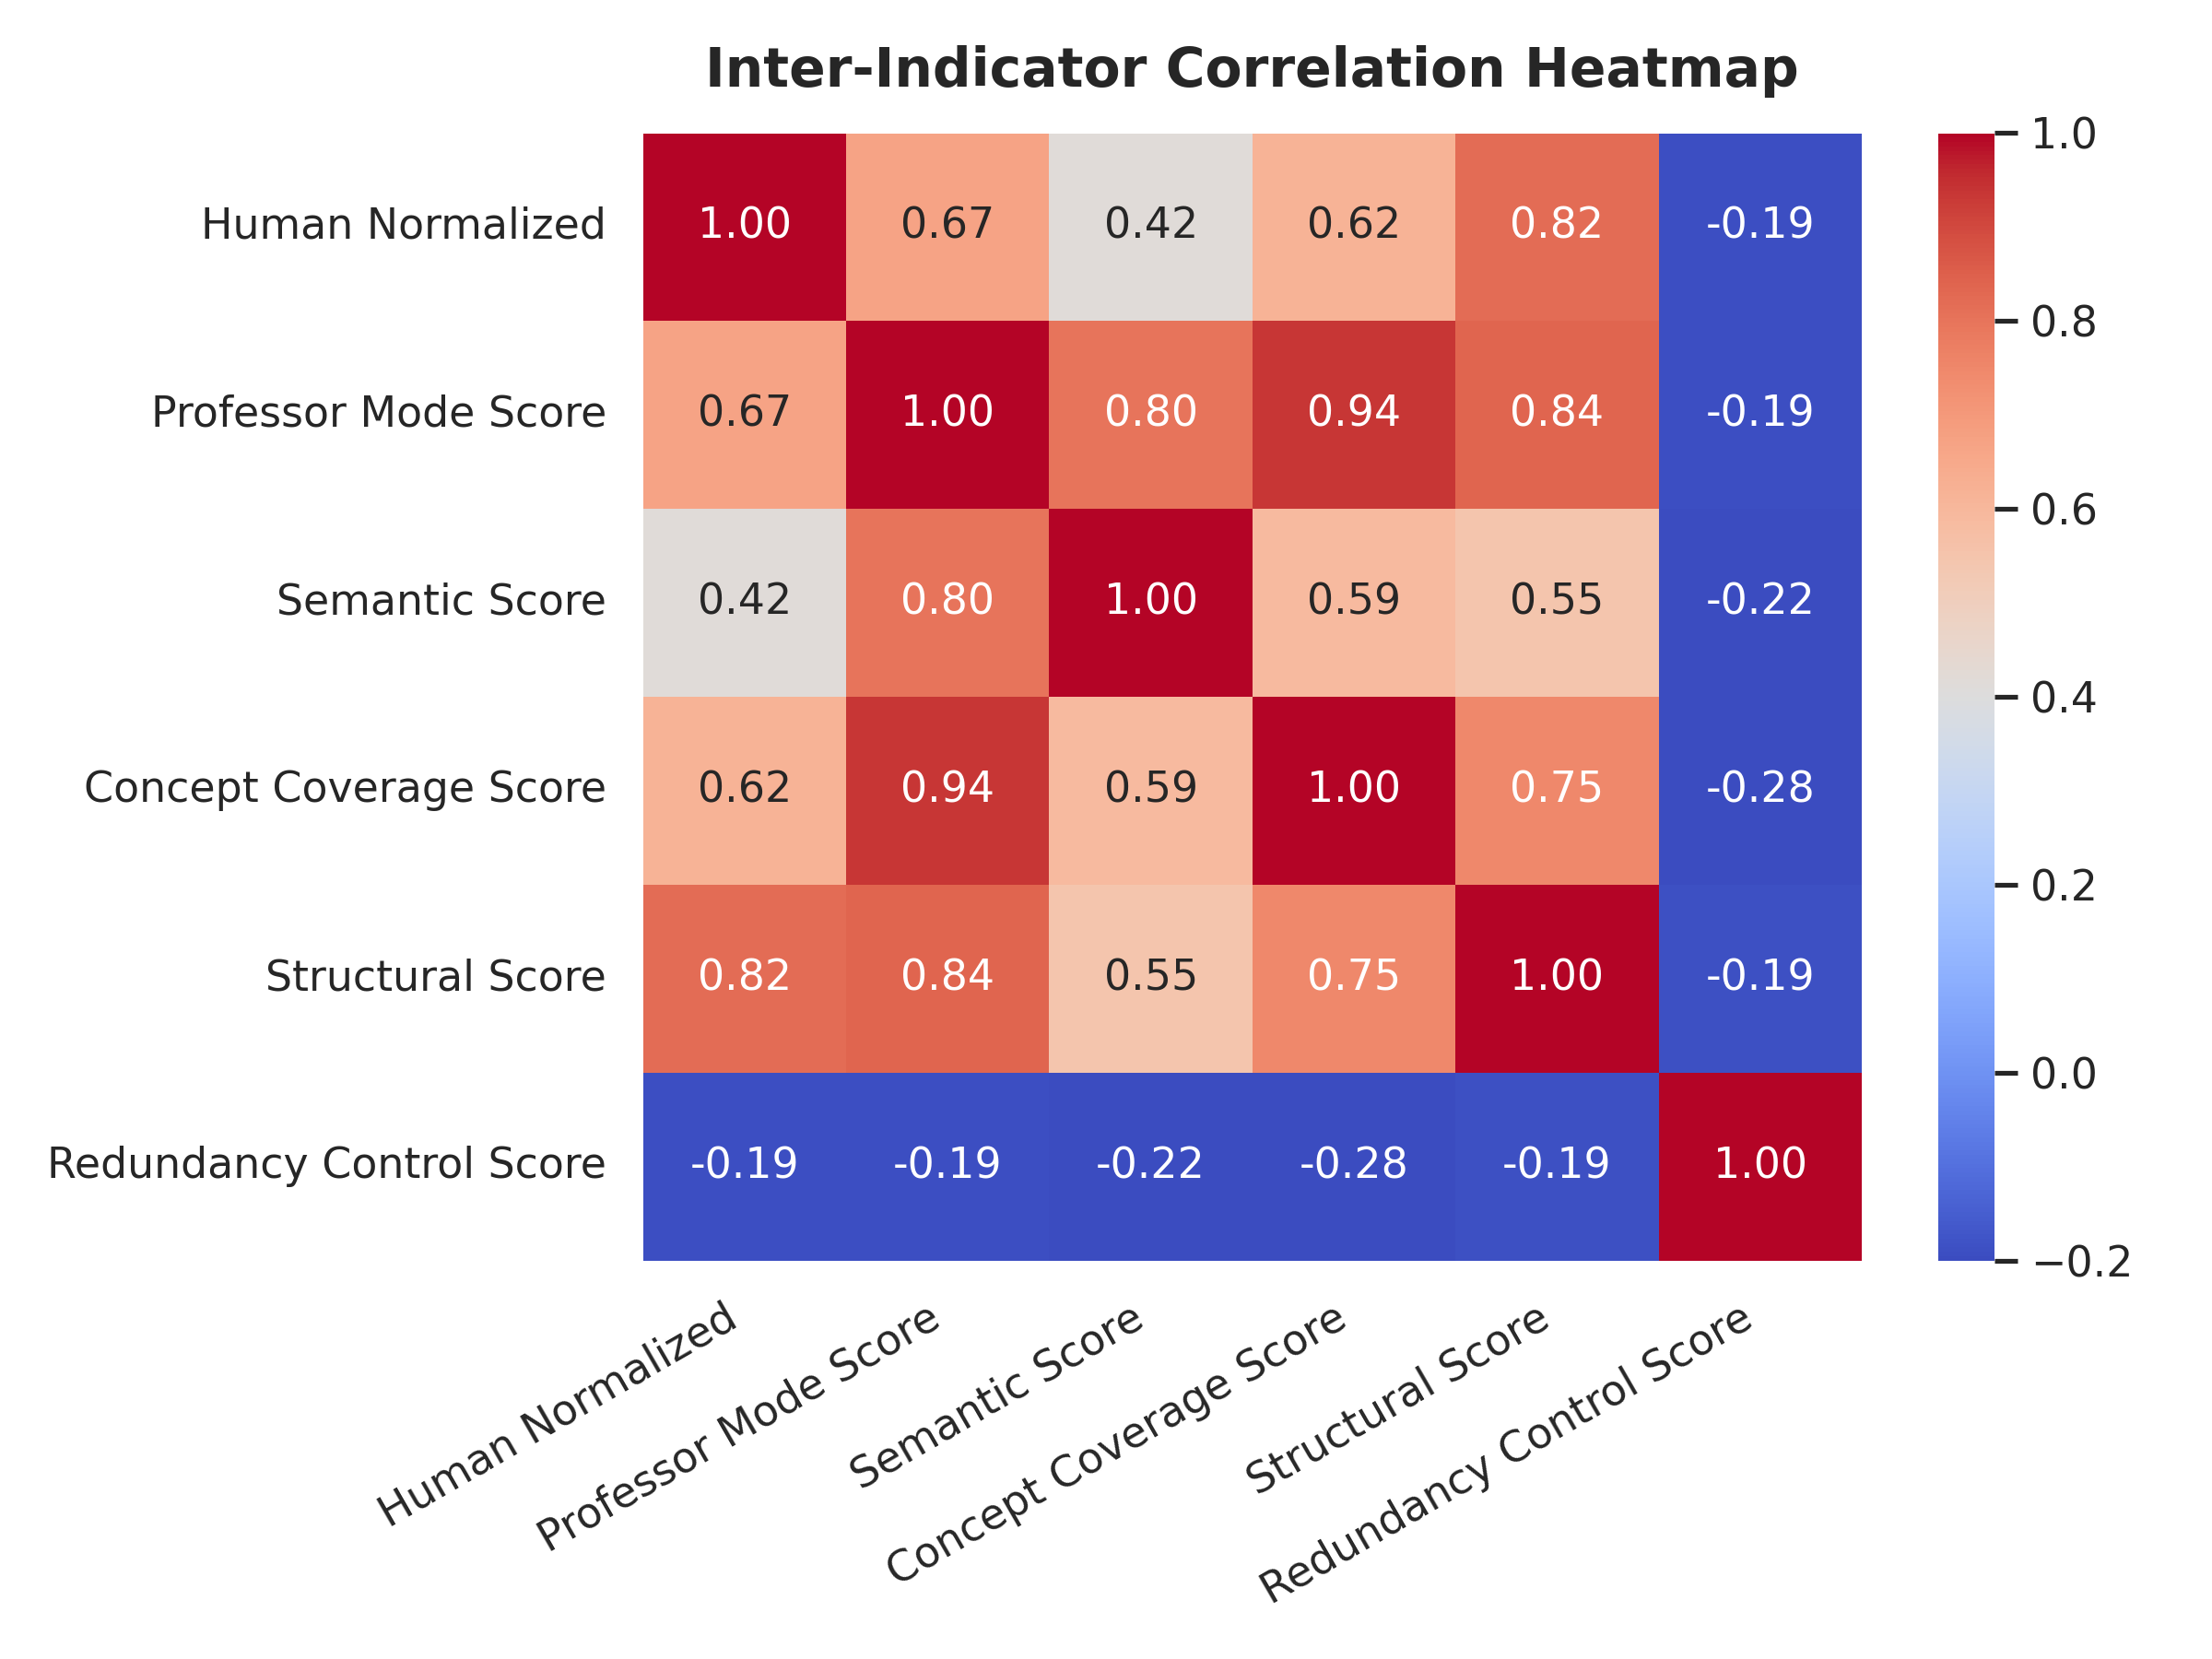 Inter-Indicator Correlation Heatmap
Human Normalized 1.00 0.67 0.42 0.62 0.82 -0.19
Professor Mode Score 0.67 1.00 0.80 0.94 0.84 -0.19
Semantic Score 0.42 0.80 1.00 0.59 0.55 -0.22
Concept Coverage Score 0.62 0.94 0.59 1.00 0.75 -0.28
Structural Score 0.82 0.84 0.55 0.75 1.00 -0.19
Redundancy Control Score -0.19 -0.19 -0.22 -0.28 -0.19 1.00
Human Normalized
Professor Mode Score
Semantic Score
Concept Coverage Score
Structural Score
Redundancy Control Score
1.0
0.8
0.6
0.4
0.2
0.0
−0.2